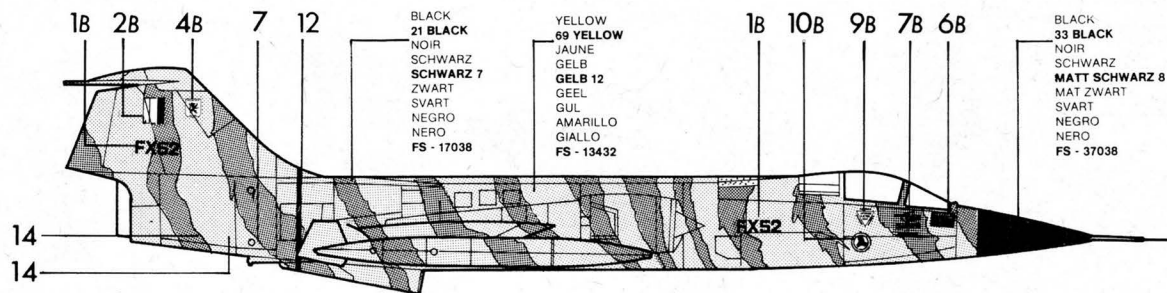 1B 2B 4B 7 12
BLACK
21 BLACK
NOIR
SCHWARZ
SCHWARZ 7
ZWART
SVART
NEGRO
NERO
FS - 17038
YELLOW
69 YELLOW
JAUNE
GELB
GELB 12
GEEL
GUL
AMARILLO
GIALLO
FS - 13432
1B 10B 9B 7B 6B
BLACK
33 BLACK
NOIR
SCHWARZ
MATT SCHWARZ 8
MAT ZWART
SVART
NEGRO
NERO
FS - 37038
FX52
FX52
14
14